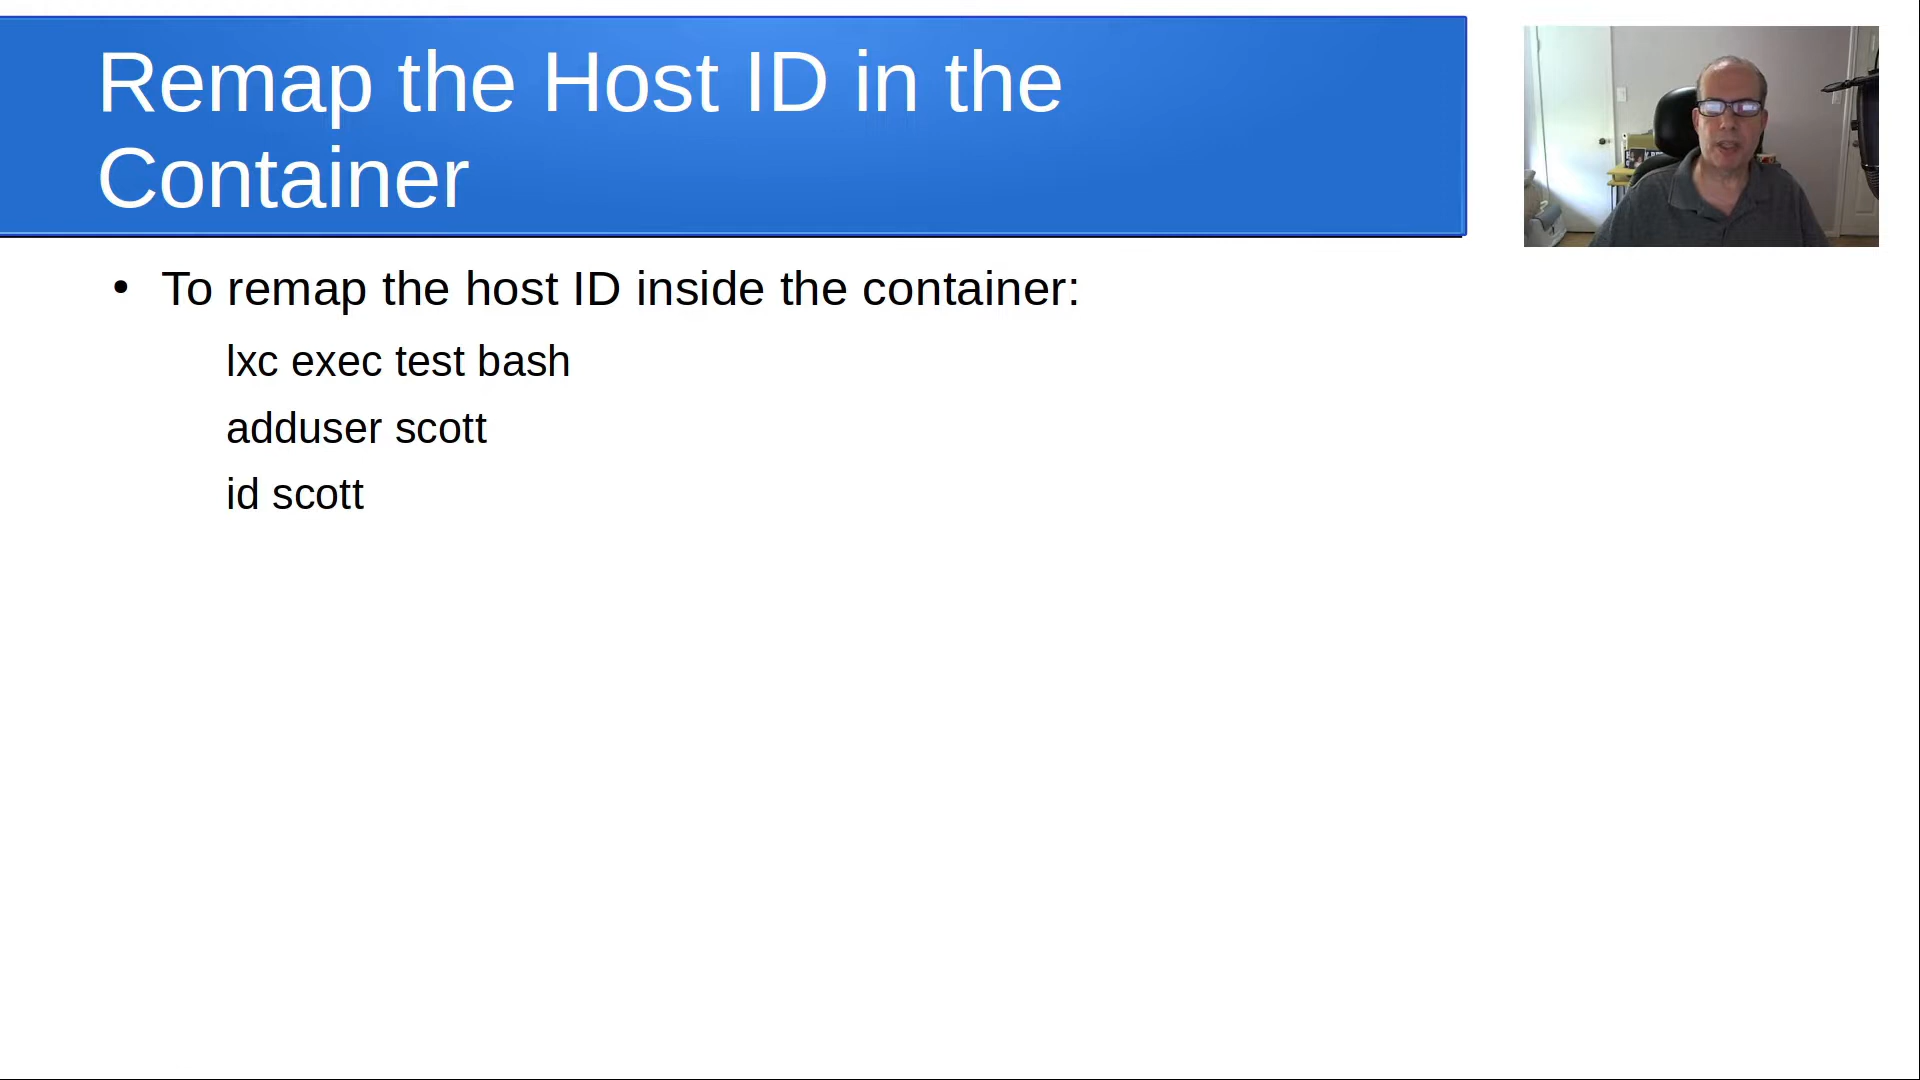 Remap the Host ID in the
Container
• To remap the host ID inside the container:
lxc exec test bash
adduser scott
id scott